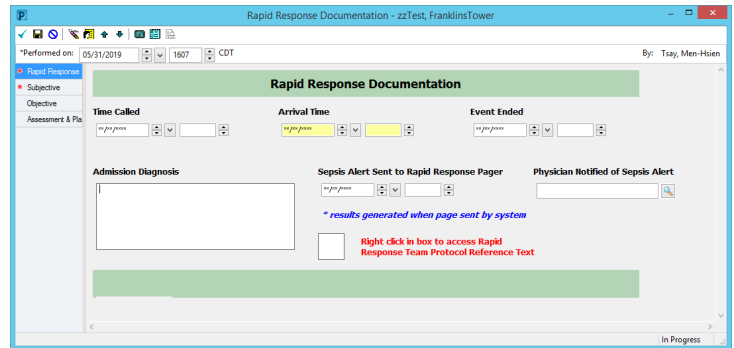 P
Rapid Response Documentation - zzTest, FranklinsTower
*Performed on: 05/31/2019 1607 CDT By: Tsay, Men-Hsien
Rapid Response
Subjective
Objective
Assessment & Pla
Rapid Response Documentation
Time Called Arrival Time Event Ended
**/**/**** **/**/**** **/**/****
Admission Diagnosis Sepsis Alert Sent to Rapid Response Pager Physician Notified of Sepsis Alert
**/**/****
* results generated when page sent by system
Right click in box to access Rapid
Response Team Protocol Reference Text
In Progress